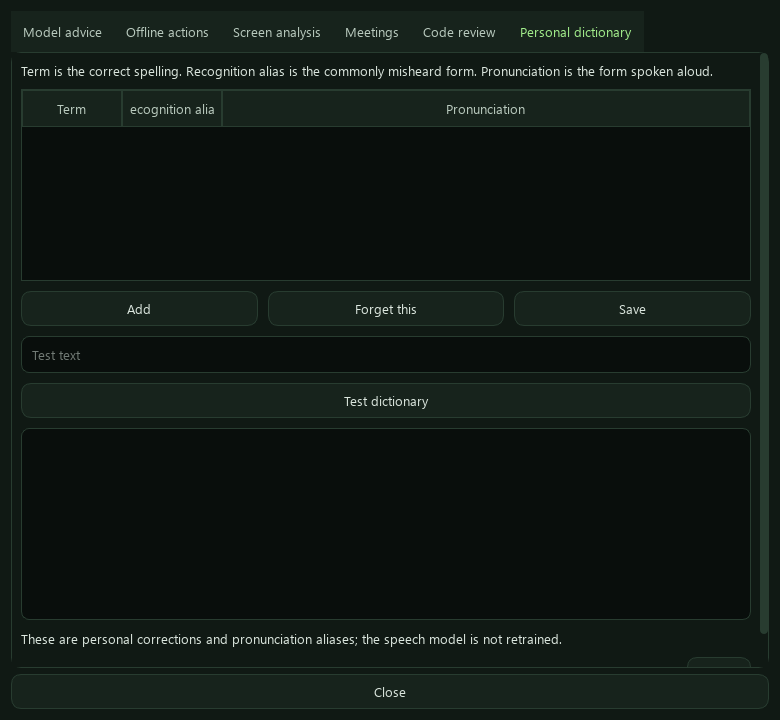 Model advice Offline actions Screen analysis Meetings Code review Personal dictionary
Term is the correct spelling. Recognition alias is the commonly misheard form. Pronunciation is the form spoken aloud.
Term ecognition alia Pronunciation
Add Forget this Save
Test text
Test dictionary
These are personal corrections and pronunciation aliases; the speech model is not retrained.
Close